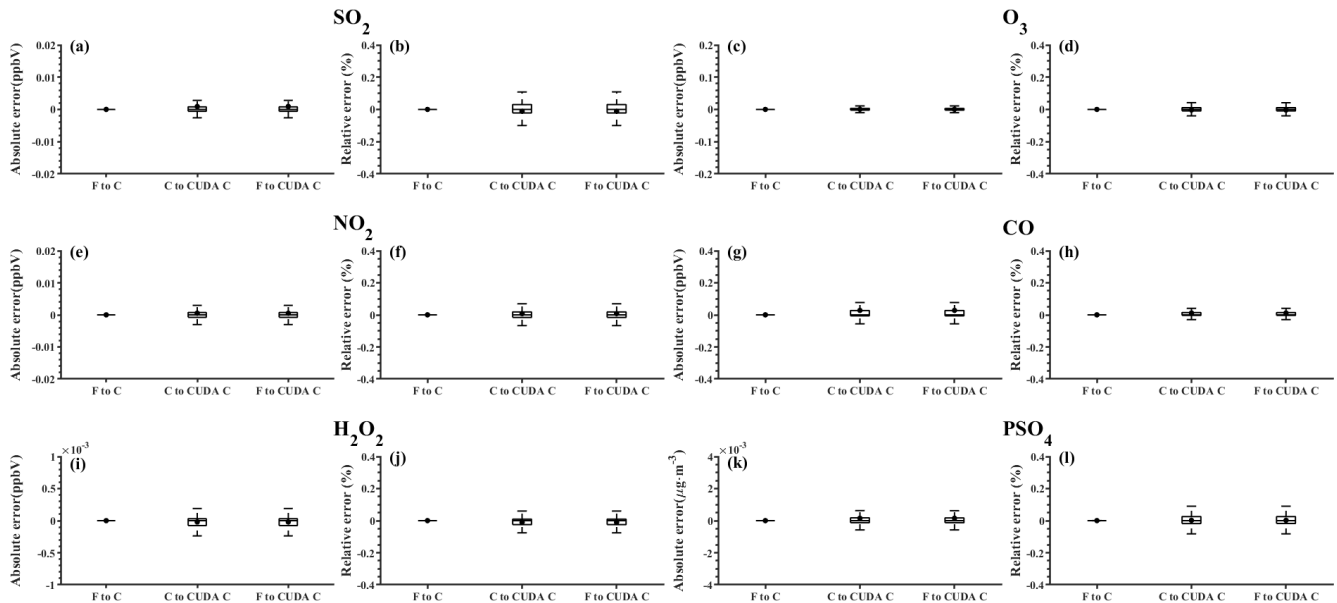 SO2 O3
(a) (b) (c) (d)
Absolute error(ppbV) Relative error (%) Absolute error(ppbV) Relative error (%)
0.02 0.4 0.2 0.4
0.01 0.2 0.1 0.2
0 0 0 0
-0.01 -0.2 -0.1 -0.2
-0.02 -0.4 -0.2 -0.4
F to C C to CUDA C F to CUDA C F to C C to CUDA C F to CUDA C F to C C to CUDA C F to CUDA C F to C C to CUDA C F to CUDA C
NO2 CO
(e) (f) (g) (h)
Absolute error(ppbV) Relative error (%) Absolute error(ppbV) Relative error (%)
0.02 0.4 0.4 0.4
0.01 0.2 0.2 0.2
0 0 0 0
-0.01 -0.2 -0.2 -0.2
-0.02 -0.4 -0.4 -0.4
F to C C to CUDA C F to CUDA C F to C C to CUDA C F to CUDA C F to C C to CUDA C F to CUDA C F to C C to CUDA C F to CUDA C
H2O2 PSO4
×10-3 ×10-3
(i) (j) (k) (l)
Absolute error(ppbV) Relative error (%) Absolute error(μg·m-3) Relative error (%)
1 0.4 4 0.4
0.5 0.2 2 0.2
0 0 0 0
-0.5 -0.2 -2 -0.2
-1 -0.4 -4 -0.4
F to C C to CUDA C F to CUDA C F to C C to CUDA C F to CUDA C F to C C to CUDA C F to CUDA C F to C C to CUDA C F to CUDA C